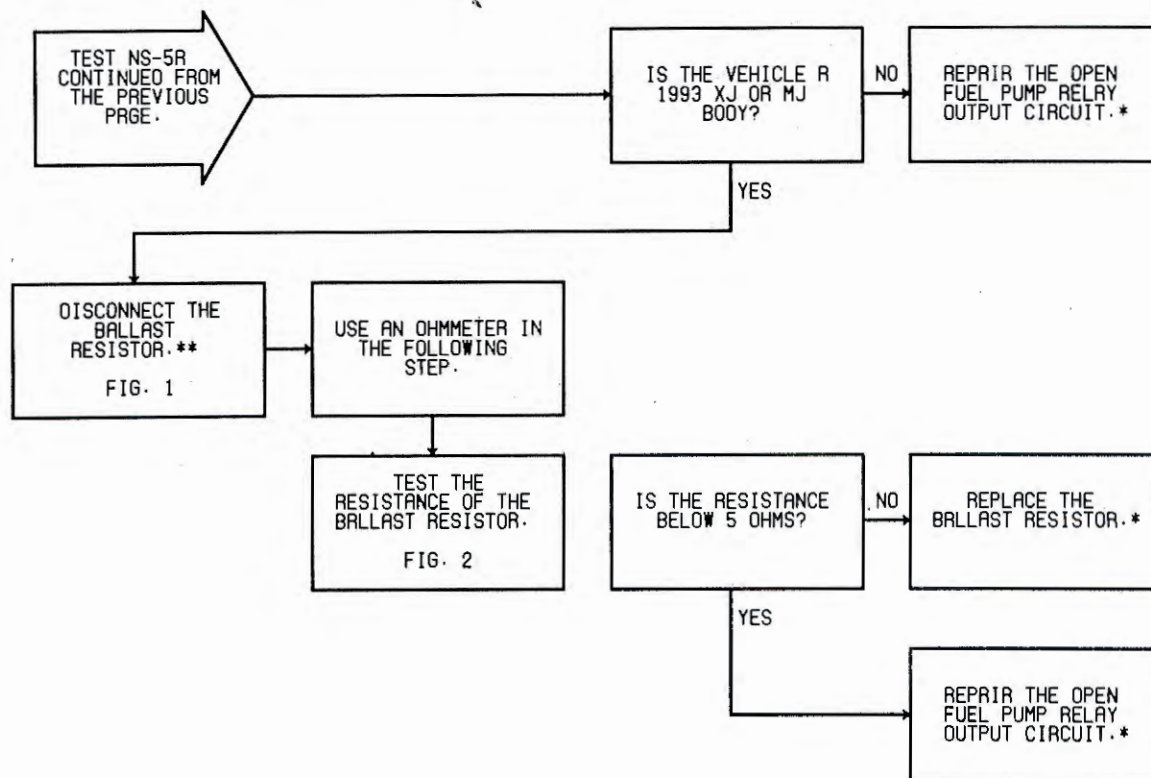 TEST NS-5A
CONTINUED FROM
THE PREVIOUS
PAGE.
IS THE VEHICLE A
1993 XJ OR MJ
BODY?
NO
REPAIR THE OPEN
FUEL PUMP RELAY
OUTPUT CIRCUIT.*
YES
DISCONNECT THE
BALLAST
RESISTOR.**
FIG. 1
USE AN OHMMETER IN
THE FOLLOWING
STEP.
TEST THE
RESISTANCE OF THE
BALLAST RESISTOR.
FIG. 2
IS THE RESISTANCE
BELOW 5 OHMS?
NO
REPLACE THE
BALLAST RESISTOR.*
YES
REPAIR THE OPEN
FUEL PUMP RELAY
OUTPUT CIRCUIT.*